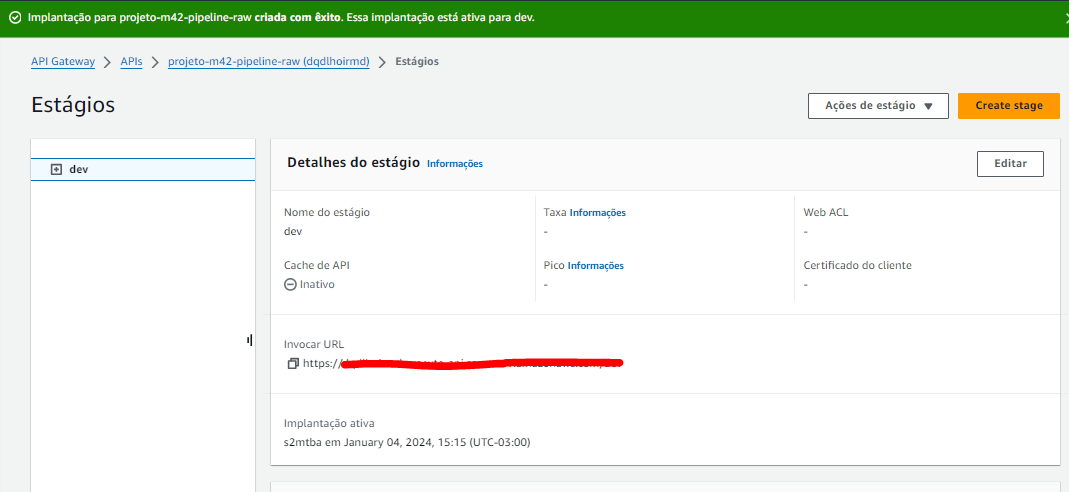 Implantação para projeto-m42-pipeline-raw criada com êxito. Essa implantação está ativa para dev.
API Gateway > APIs > projeto-m42-pipeline-raw (dqdlhoirmd) > Estágios
Estágios
Ações de estágio ▼
Create stage
dev
Detalhes do estágio Informações
Editar
Nome do estágio
dev
Taxa Informações
-
Web ACL
-
Cache de API
Inativo
Pico Informações
-
Certificado do cliente
-
Invocar URL
https://
Implantação ativa
s2mtba em January 04, 2024, 15:15 (UTC-03:00)